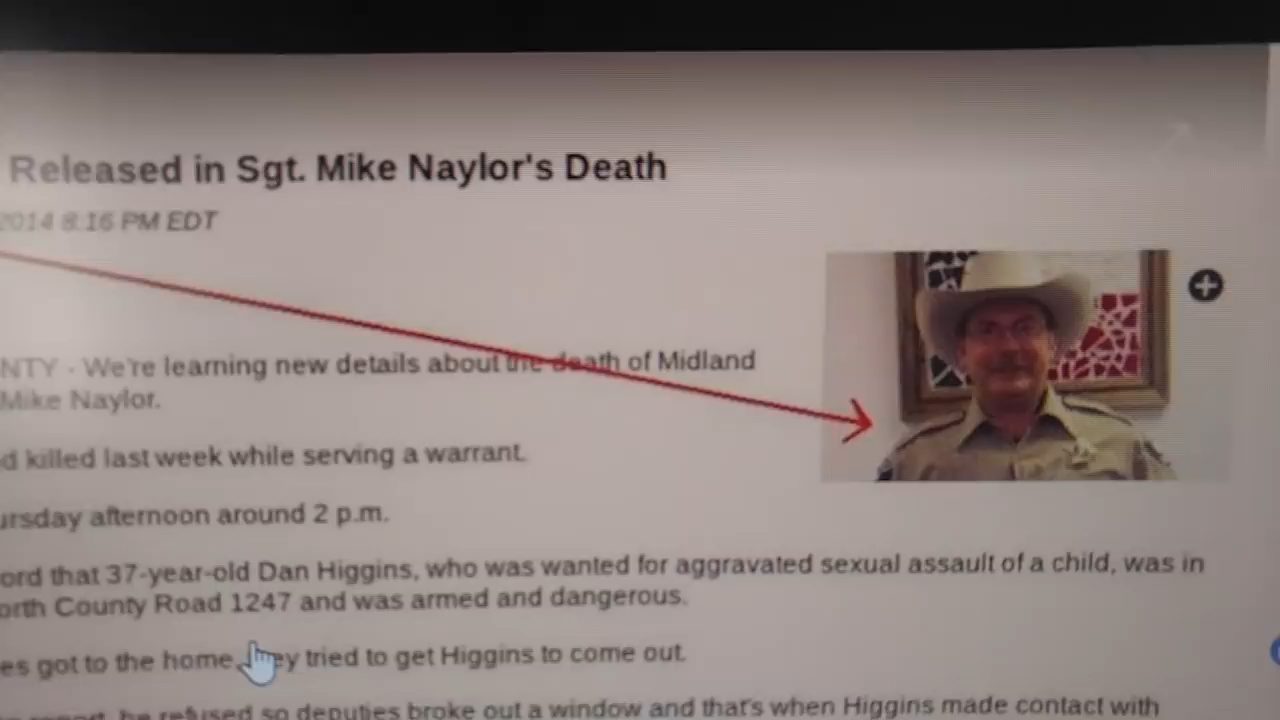 Released in Sgt. Mike Naylor's Death
2014 8:16 PM EDT
NTY - We're learning new details about the death of Midland
Mike Naylor.
d killed last week while serving a warrant.
ursday afternoon around 2 p.m.
ord that 37-year-old Dan Higgins, who was wanted for aggravated sexual assault of a child, was in
orth County Road 1247 and was armed and dangerous.
es got to the home, they tried to get Higgins to come out.
report, he refused so deputies broke out a window and that's when Higgins made contact with